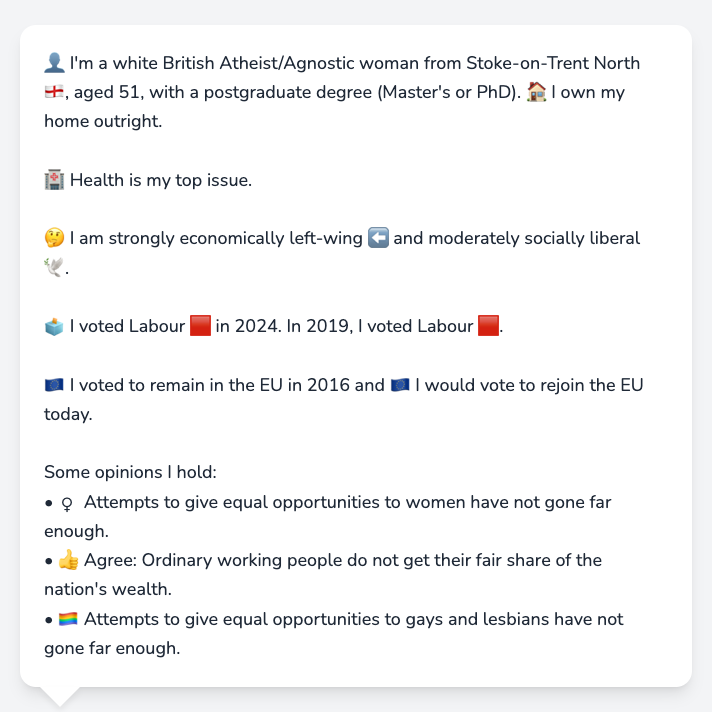 👤 I'm a white British Atheist/Agnostic woman from Stoke-on-Trent North
🏴󠁧󠁢󠁥󠁮󠁧󠁿, aged 51, with a postgraduate degree (Master's or PhD). 🏠 I own my
home outright.
🏥 Health is my top issue.
🤔 I am strongly economically left-wing ⬅️ and moderately socially liberal
🕊️.
🗳️ I voted Labour 🟥 in 2024. In 2019, I voted Labour 🟥.
🇪🇺 I voted to remain in the EU in 2016 and 🇪🇺 I would vote to rejoin the EU
today.
Some opinions I hold:
• ♀ Attempts to give equal opportunities to women have not gone far
enough.
• 👍 Agree: Ordinary working people do not get their fair share of the
nation's wealth.
• 🏳️‍🌈 Attempts to give equal opportunities to gays and lesbians have not
gone far enough.